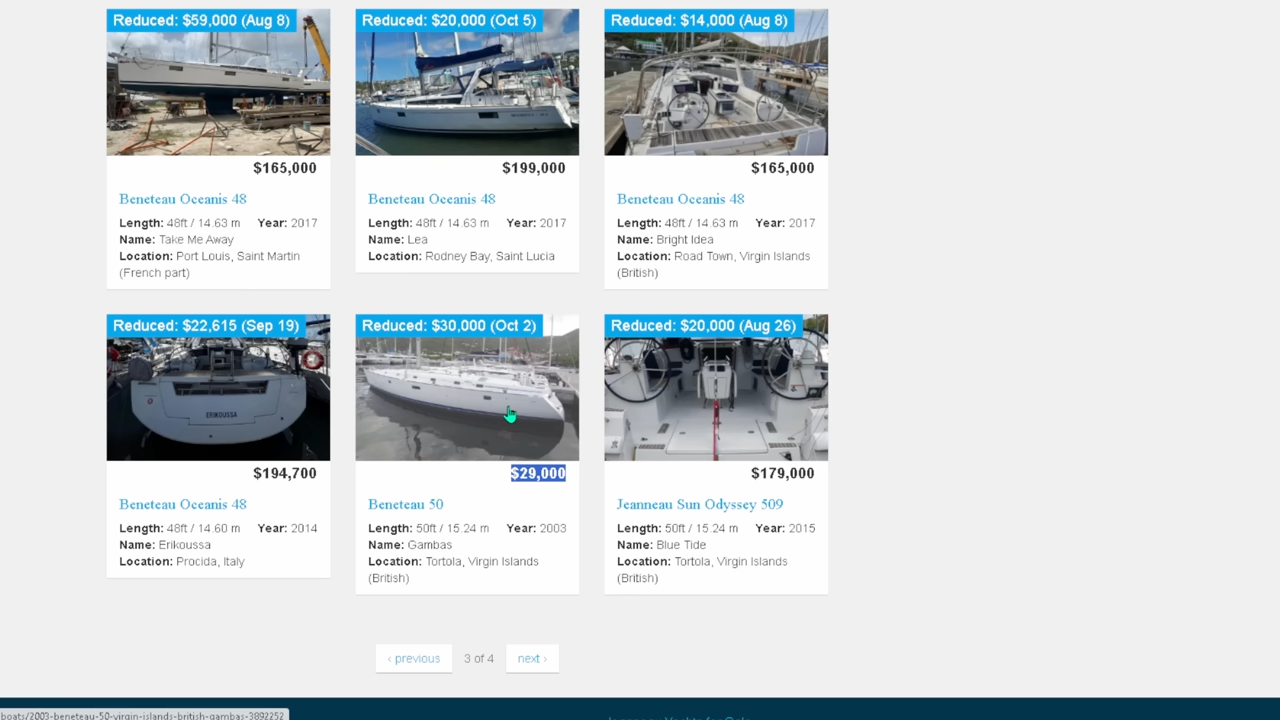 Reduced: $59,000 (Aug 8)
$165,000
Beneteau Oceanis 48
Length: 48ft / 14.63 m Year: 2017
Name: Take Me Away
Location: Port Louis, Saint Martin
(French part)
Reduced: $20,000 (Oct 5)
$199,000
Beneteau Oceanis 48
Length: 48ft / 14.63 m Year: 2017
Name: Lea
Location: Rodney Bay, Saint Lucia
Reduced: $14,000 (Aug 8)
$165,000
Beneteau Oceanis 48
Length: 48ft / 14.63 m Year: 2017
Name: Bright Idea
Location: Road Town, Virgin Islands
(British)
Reduced: $22,615 (Sep 19)
ERIKOUSSA
$194,700
Beneteau Oceanis 48
Length: 48ft / 14.60 m Year: 2014
Name: Erikoussa
Location: Procida, Italy
Reduced: $30,000 (Oct 2)
$29,000
Beneteau 50
Length: 50ft / 15.24 m Year: 2003
Name: Gambas
Location: Tortola, Virgin Islands
(British)
Reduced: $20,000 (Aug 26)
$179,000
Jeanneau Sun Odyssey 509
Length: 50ft / 15.24 m Year: 2015
Name: Blue Tide
Location: Tortola, Virgin Islands
(British)
‹ previous 3 of 4 next ›
boats/2003-beneteau-50-virgin-islands-british-gambas-3892252